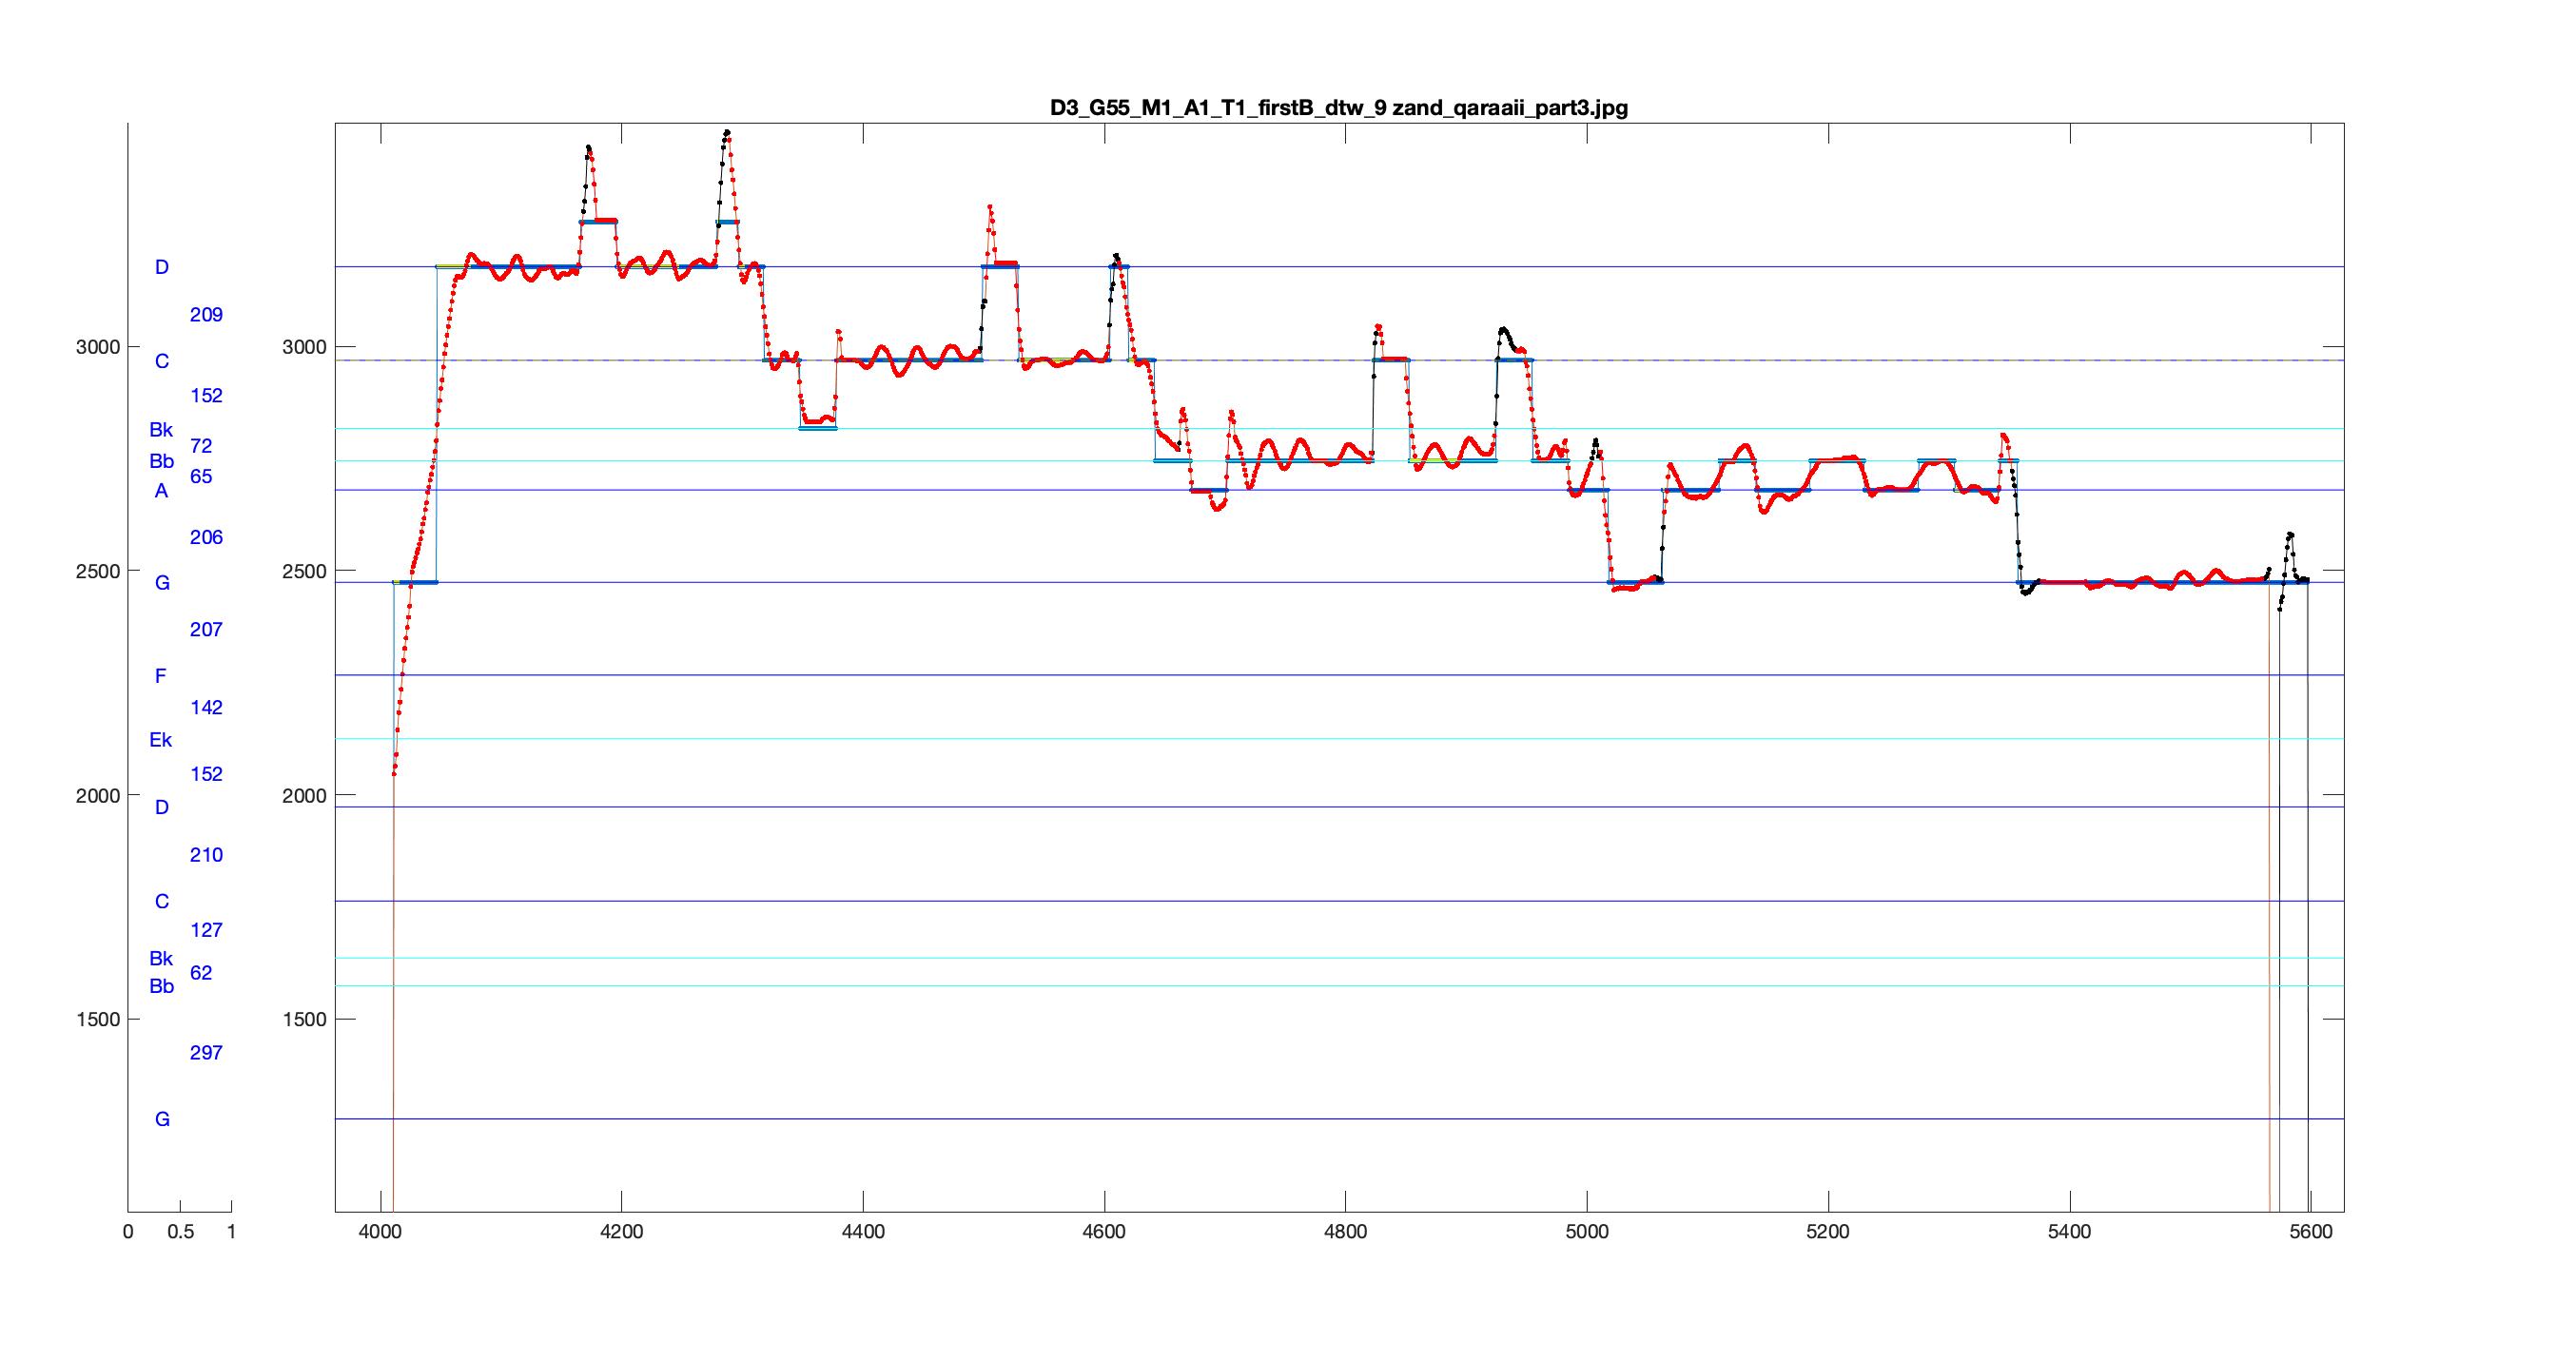 D3_G55_M1_A1_T1_firstB_dtw_9 zand_qaraaii_part3.jpg
D
209
3000
3000
C
152
Bk
72
Bb
65
A
206
2500
2500
G
207
F
142
Ek
152
2000
2000
D
210
C
127
Bk
62
Bb
1500
1500
297
G
0 0.5 1 4000 4200 4400 4600 4800 5000 5200 5400 5600